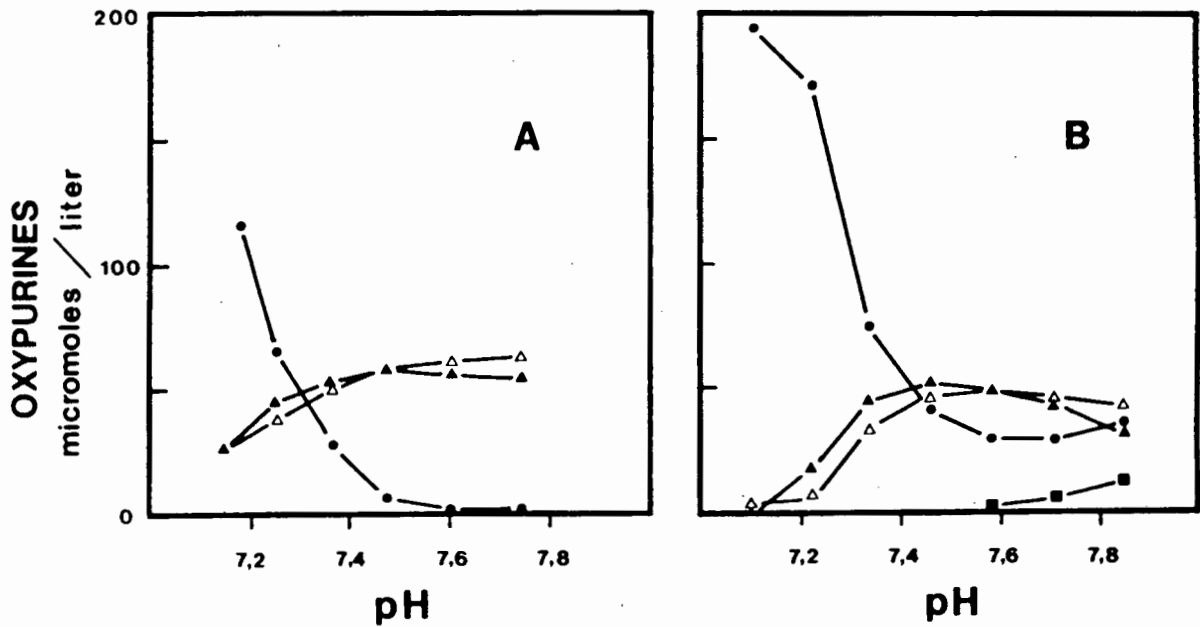 OXYPURINES
micromoles / liter
200
100
0
A
7,2 7,4 7,6 7,8
pH
B
7,2 7,4 7,6 7,8
pH